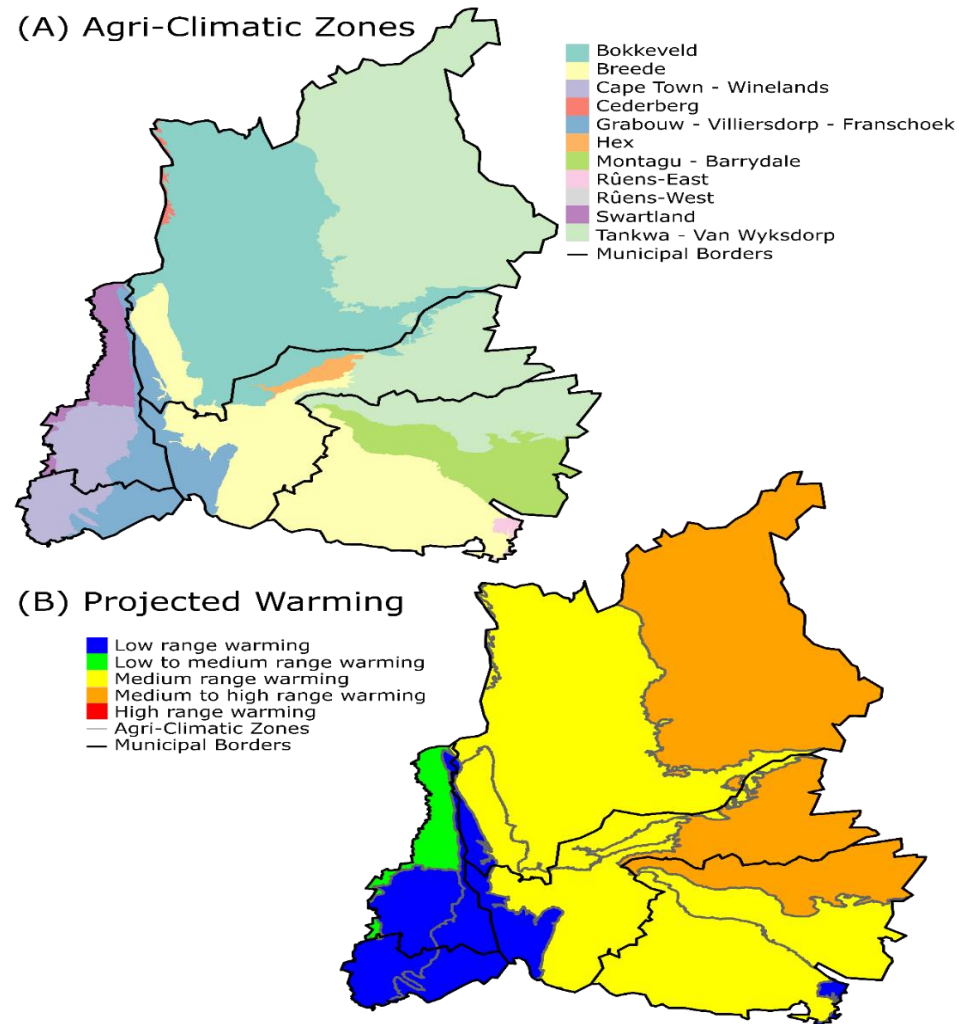 (A) Agri-Climatic Zones
Bokkeveld
Breede
Cape Town - Winelands
Cederberg
Grabouw - Villiersdorp - Franschoek
Hex
Montagu - Barrydale
Rûens-East
Rûens-West
Swartland
Tankwa - Van Wyksdorp
Municipal Borders
(B) Projected Warming
Low range warming
Low to medium range warming
Medium range warming
Medium to high range warming
High range warming
Agri-Climatic Zones
Municipal Borders